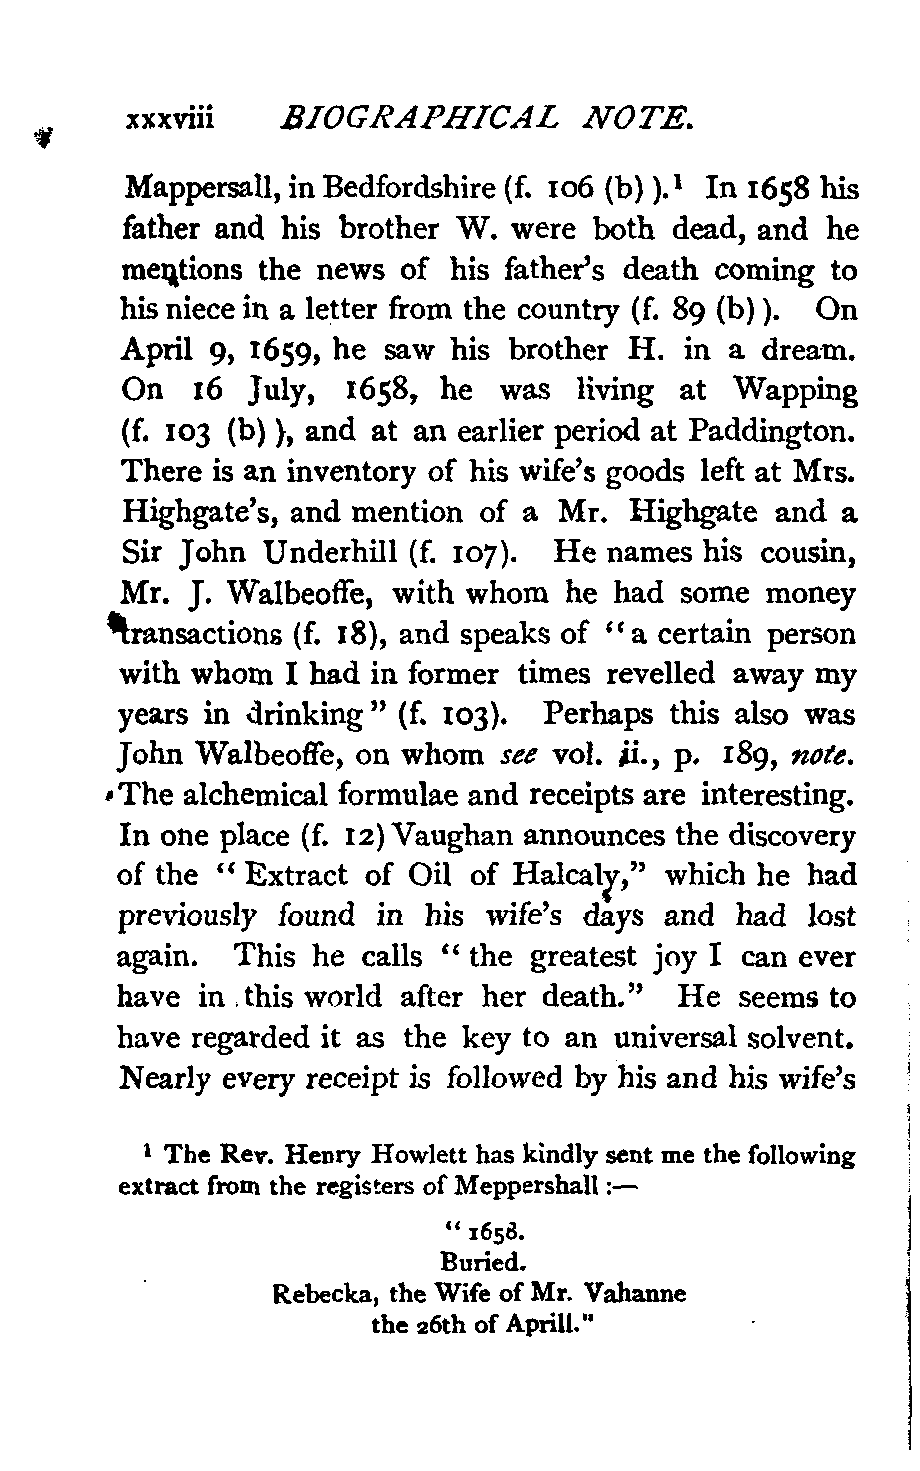 xxxviii BIOGRAPHICAL NOTE.
Mappersall, in Bedfordshire (f. 106 (b) ).¹ In 1658 his
father and his brother W. were both dead, and he
mentions the news of his father's death coming to
his niece in a letter from the country (f. 89 (b) ). On
April 9, 1659, he saw his brother H. in a dream.
On 16 July, 1658, he was living at Wapping
(f. 103 (b) ), and at an earlier period at Paddington.
There is an inventory of his wife's goods left at Mrs.
Highgate's, and mention of a Mr. Highgate and a
Sir John Underhill (f. 107). He names his cousin,
Mr. J. Walbeoffe, with whom he had some money
transactions (f. 18), and speaks of "a certain person
with whom I had in former times revelled away my
years in drinking" (f. 103). Perhaps this also was
John Walbeoffe, on whom see vol. ii., p. 189, note.
The alchemical formulae and receipts are interesting.
In one place (f. 12) Vaughan announces the discovery
of the "Extract of Oil of Halcaly," which he had
previously found in his wife's days and had lost
again. This he calls "the greatest joy I can ever
have in this world after her death." He seems to
have regarded it as the key to an universal solvent.
Nearly every receipt is followed by his and his wife's
¹ The Rev. Henry Howlett has kindly sent me the following
extract from the registers of Meppershall :—
"1658.
Buried.
Rebecka, the Wife of Mr. Vahanne
the 26th of Aprill."